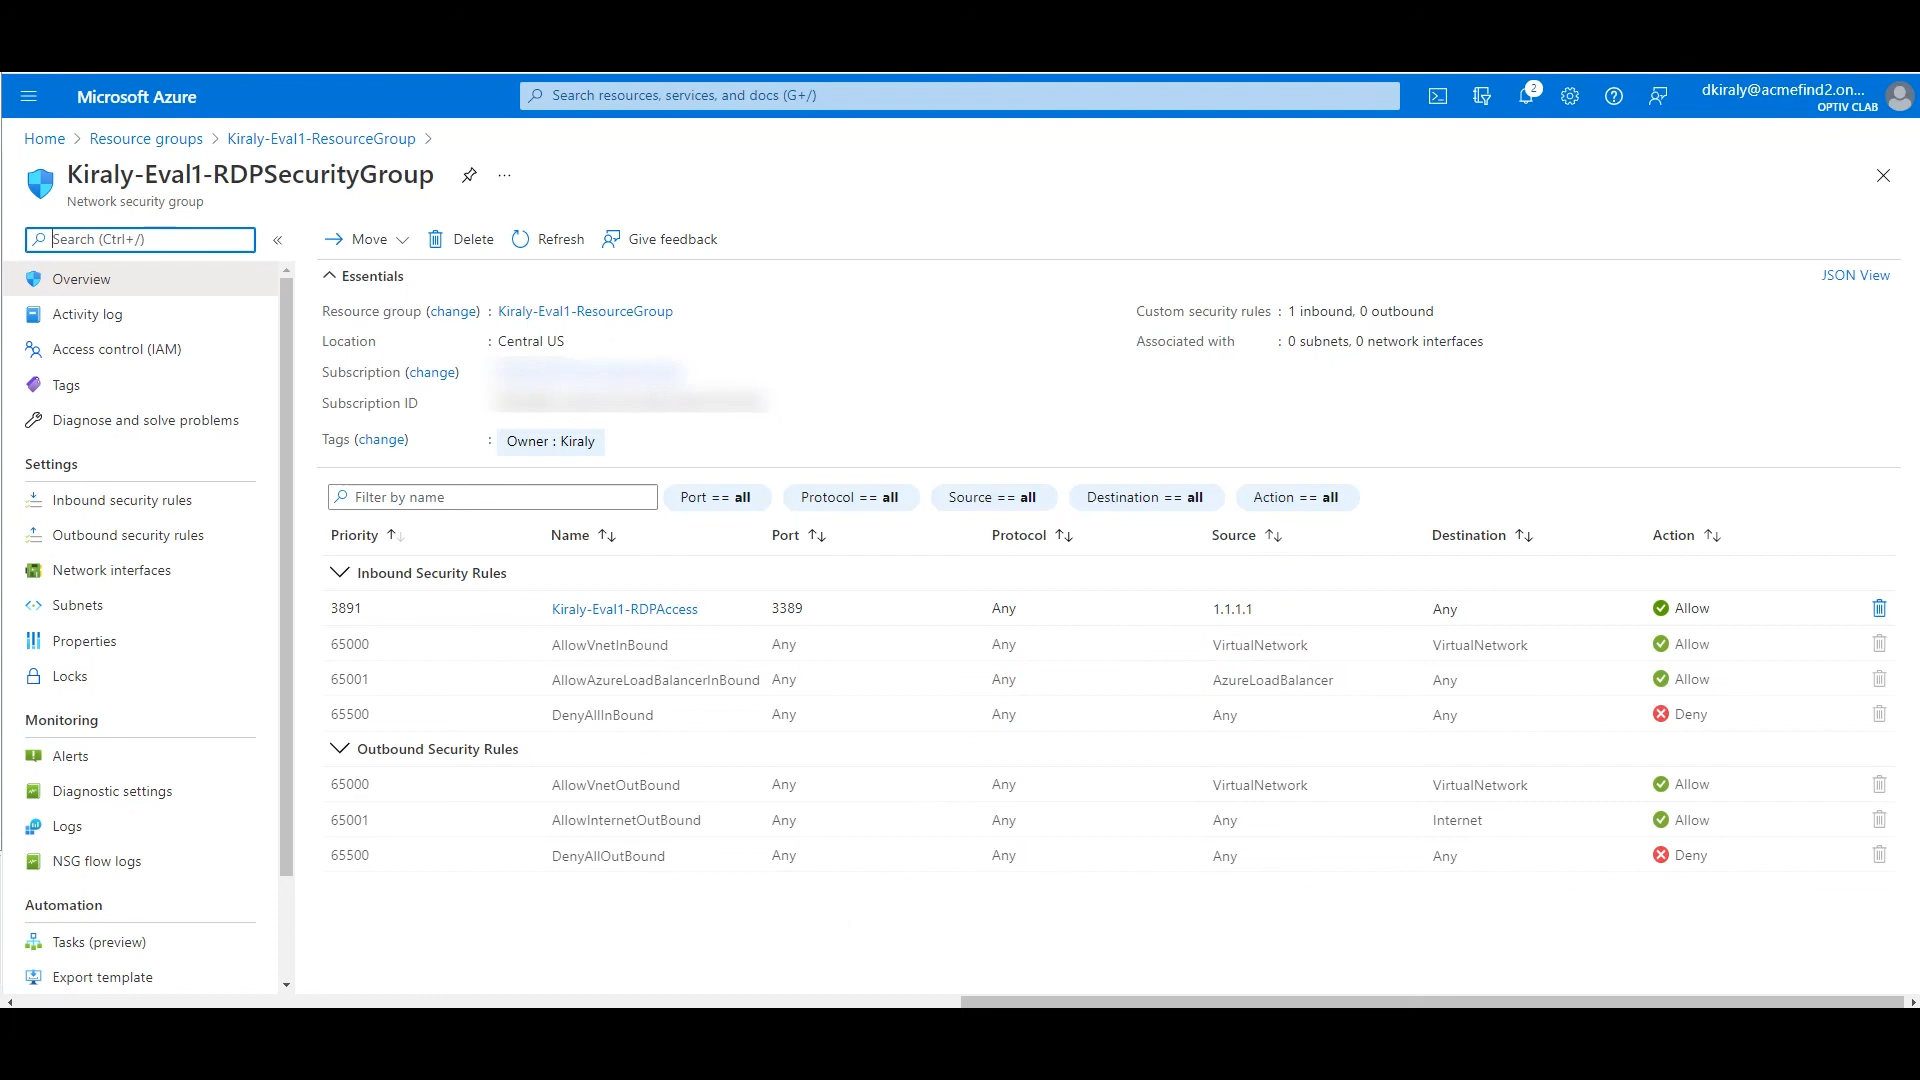 Microsoft Azure
Search resources, services, and docs (G+/)
2
dkiraly@acmefind2.on...
OPTIV CLAB
Home > Resource groups > Kiraly-Eval1-ResourceGroup >
Kiraly-Eval1-RDPSecurityGroup
Network security group
Search (Ctrl+/)
Overview
Activity log
Access control (IAM)
Tags
Diagnose and solve problems
Settings
Inbound security rules
Outbound security rules
Network interfaces
Subnets
Properties
Locks
Monitoring
Alerts
Diagnostic settings
Logs
NSG flow logs
Automation
Tasks (preview)
Export template
Move
Delete
Refresh
Give feedback
Essentials
JSON View
Resource group (change) : Kiraly-Eval1-ResourceGroup
Location : Central US
Subscription (change)
Subscription ID
Tags (change) : Owner : Kiraly
Custom security rules : 1 inbound, 0 outbound
Associated with : 0 subnets, 0 network interfaces
Filter by name
Port == all
Protocol == all
Source == all
Destination == all
Action == all
Priority Name Port Protocol Source Destination Action
Inbound Security Rules
3891 Kiraly-Eval1-RDPAccess 3389 Any 1.1.1.1 Any Allow
65000 AllowVnetInBound Any Any VirtualNetwork VirtualNetwork Allow
65001 AllowAzureLoadBalancerInBound Any Any AzureLoadBalancer Any Allow
65500 DenyAllInBound Any Any Any Any Deny
Outbound Security Rules
65000 AllowVnetOutBound Any Any VirtualNetwork VirtualNetwork Allow
65001 AllowInternetOutBound Any Any Any Internet Allow
65500 DenyAllOutBound Any Any Any Any Deny